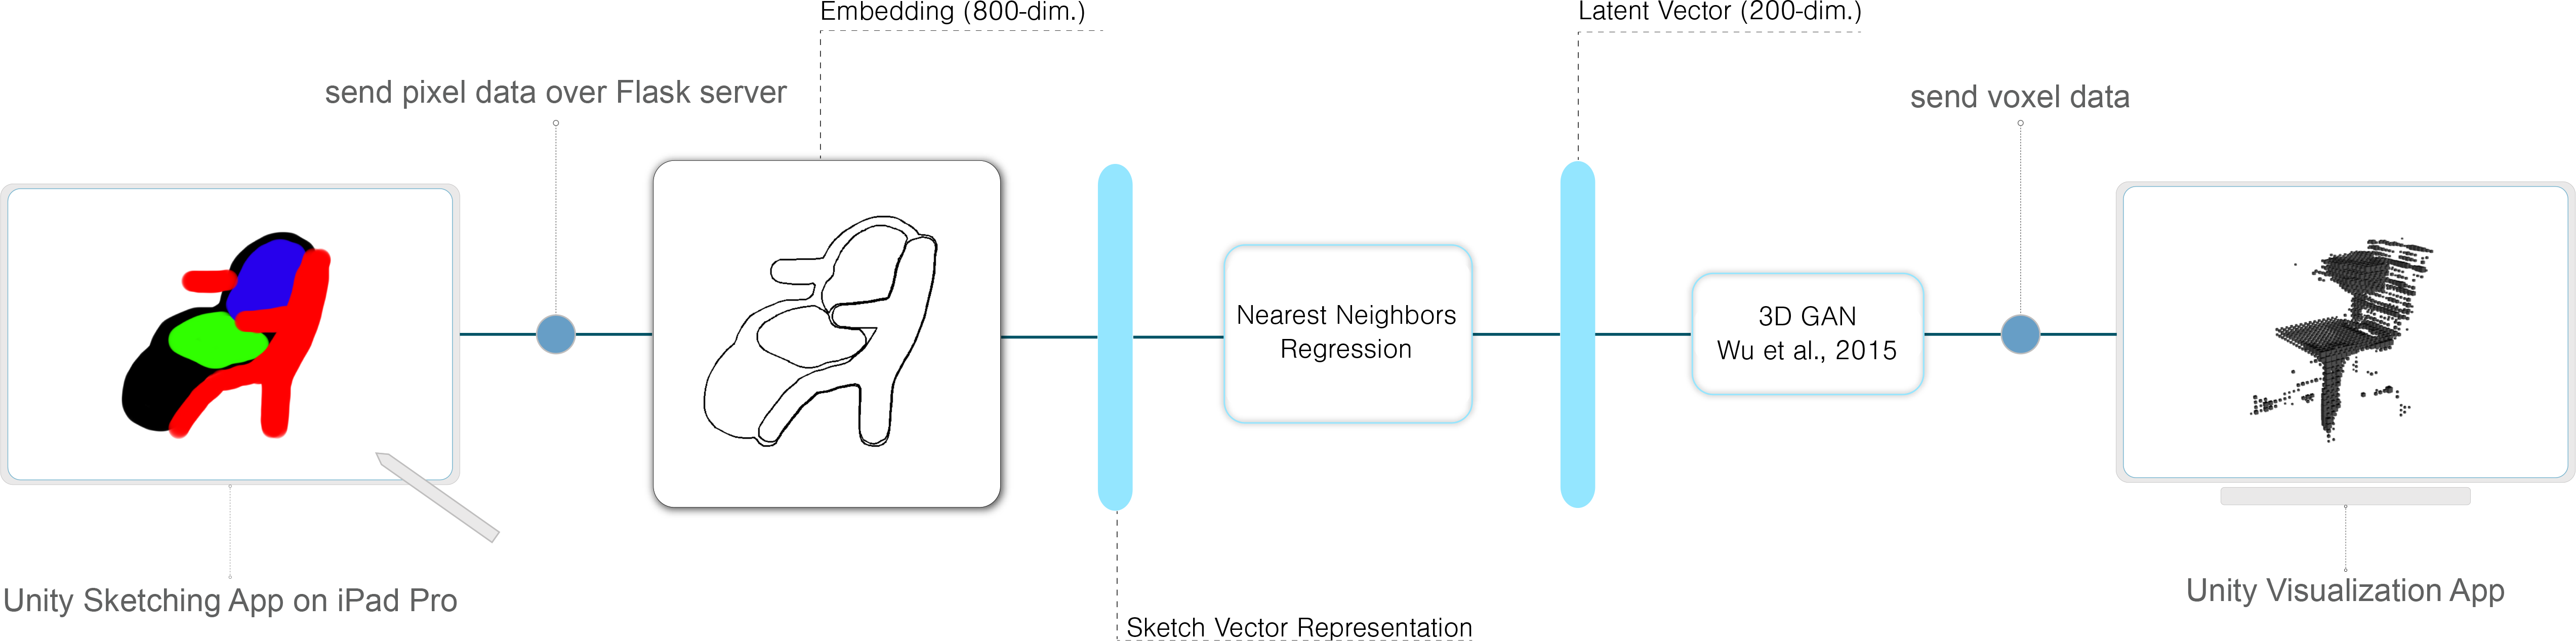 Embedding (800-dim.)
Latent Vector (200-dim.)
send pixel data over Flask server
send voxel data
Nearest Neighbors
Regression
3D GAN
Wu et al., 2015
Unity Sketching App on iPad Pro
Unity Visualization App
Sketch Vector Representation